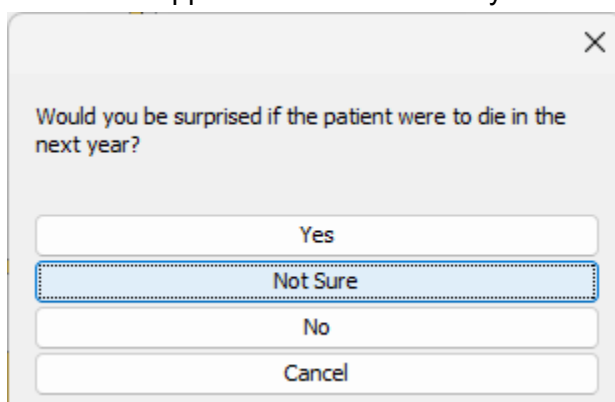 Would you be surprised if the patient were to die in the
next year?
Yes
Not Sure
No
Cancel